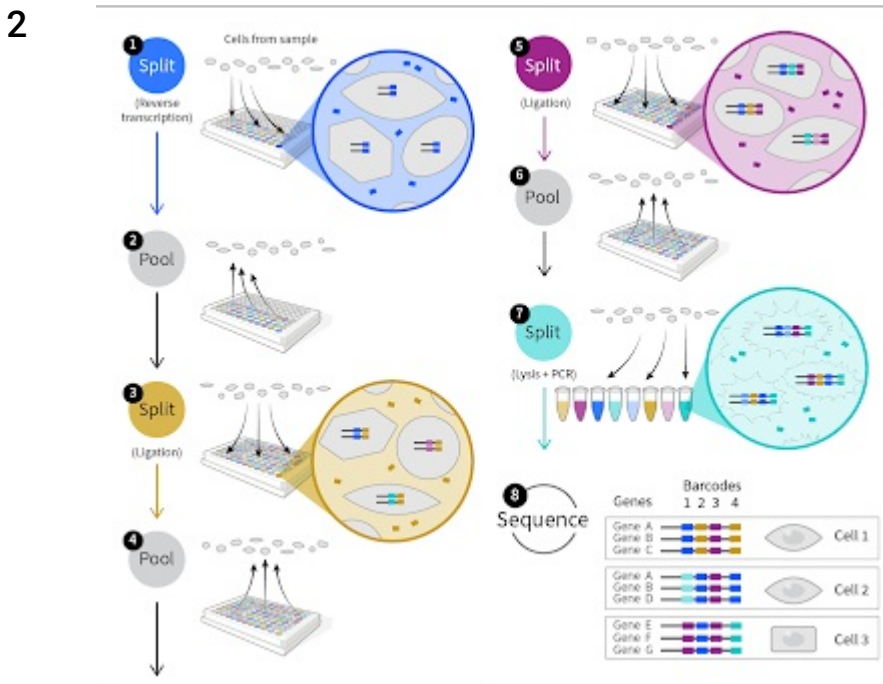 2
1
Split
Cells from sample
(Reverse
transcription)
2
Pool
3
Split
(Ligation)
4
Pool
5
Split
(Ligation)
6
Pool
7
Split
(Lysis + PCR)
8
Sequence
Barcodes
Genes 1 2 3 4
Gene A
Gene B
Gene C
Cell 1
Gene A
Gene B
Gene D
Cell 2
Gene E
Gene F
Gene G
Cell 3